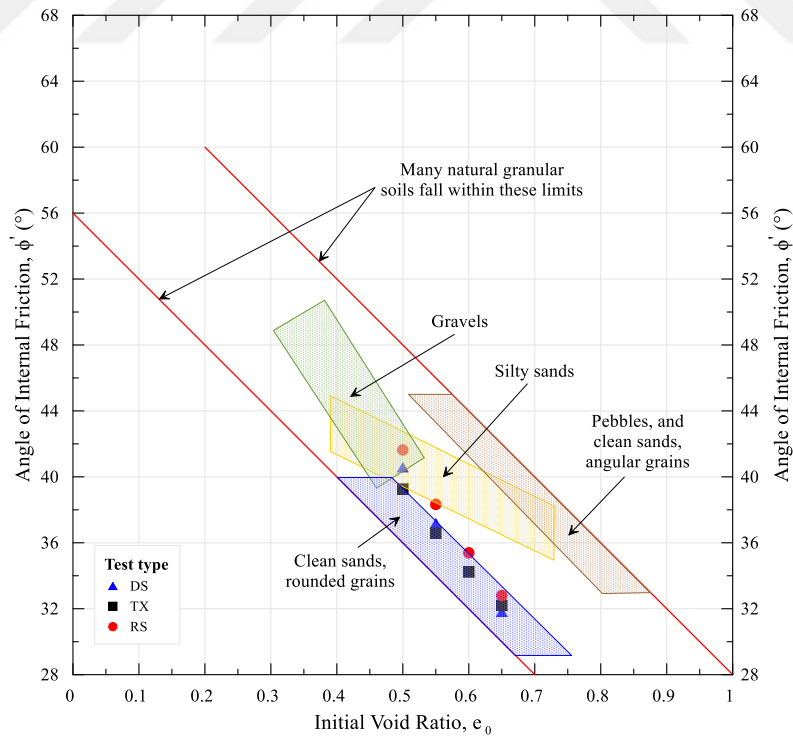 68
64
60
56
52
48
44
40
36
32
28
Angle of Internal Friction, ϕ' (°)
68
64
60
56
52
48
44
40
36
32
28
Angle of Internal Friction, ϕ' (°)
Many natural granular
soils fall within these limits
Gravels
Silty sands
Pebbles, and
clean sands,
angular grains
Clean sands,
rounded grains
Test type
DS
TX
RS
0 0.1 0.2 0.3 0.4 0.5 0.6 0.7 0.8 0.9 1
Initial Void Ratio, e₀